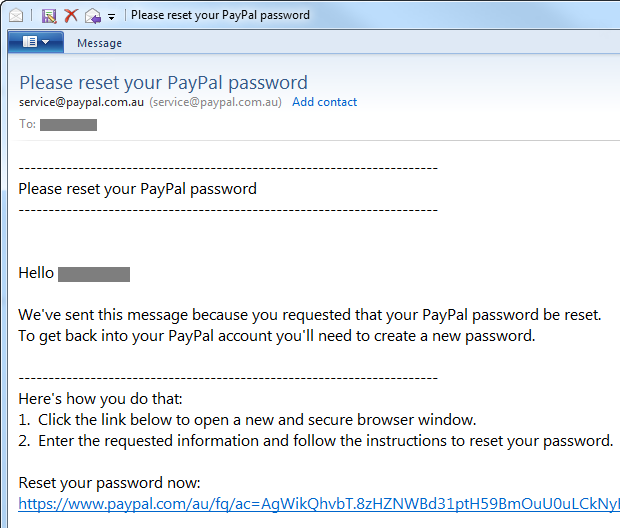 Please reset your PayPal password
Message
Please reset your PayPal password
service@paypal.com.au (service@paypal.com.au) Add contact
To:
----------------------------------------------------------------------
Please reset your PayPal password
----------------------------------------------------------------------
Hello
We've sent this message because you requested that your PayPal password be reset.
To get back into your PayPal account you'll need to create a new password.
----------------------------------------------------------------------
Here's how you do that:
1. Click the link below to open a new and secure browser window.
2. Enter the requested information and follow the instructions to reset your password.
Reset your password now:
https://www.paypal.com/au/fq/ac=AgWikQhvbT.8zHZNWBd31ptH59BmOuU0uLCkNyl